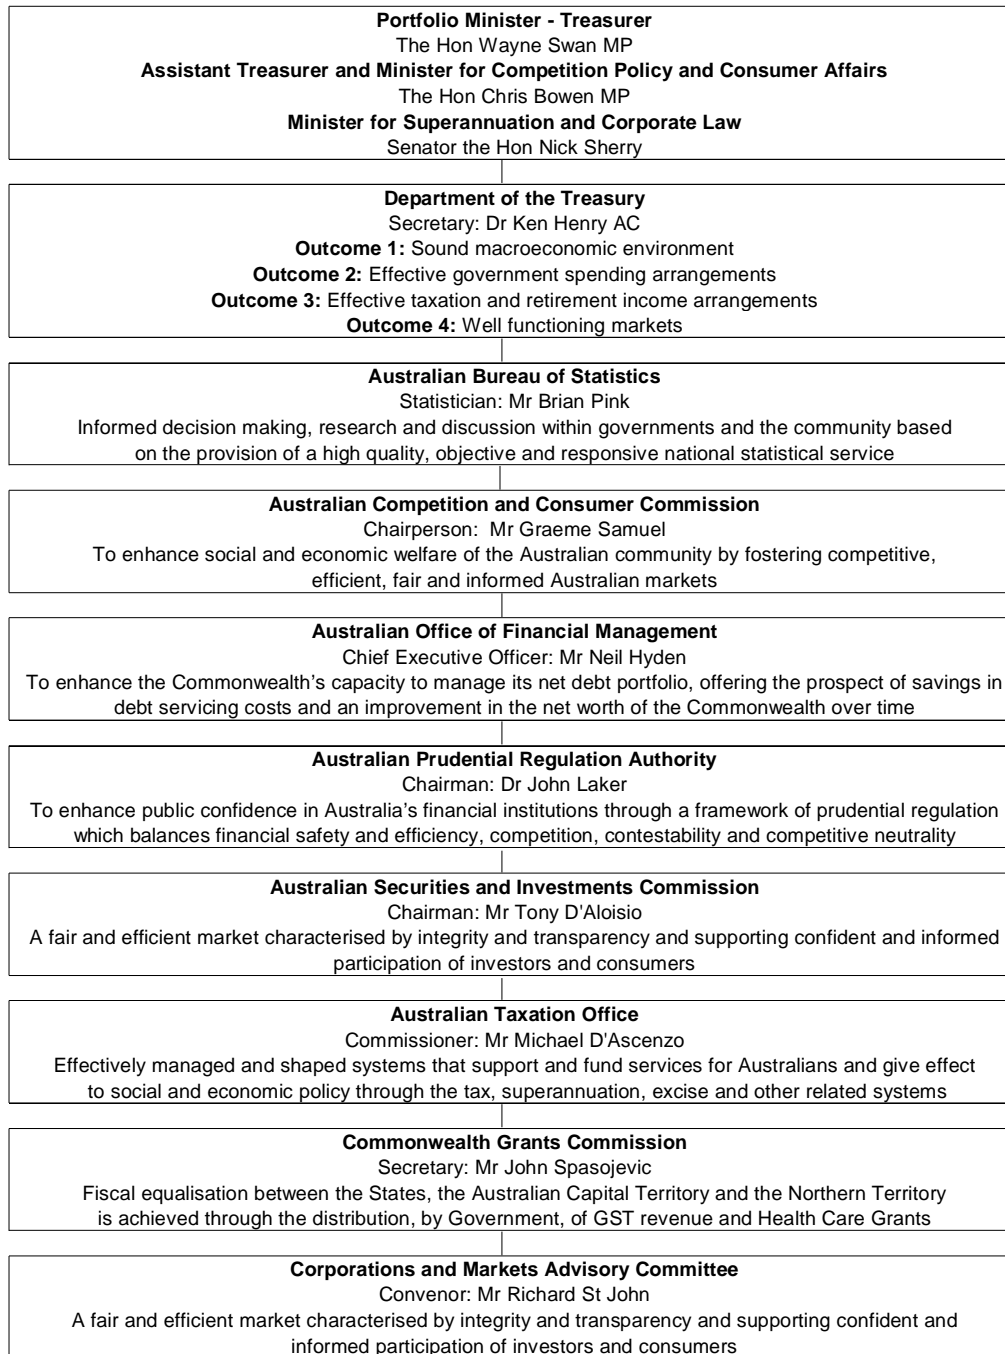 Portfolio Minister - Treasurer
The Hon Wayne Swan MP
Assistant Treasurer and Minister for Competition Policy and Consumer Affairs
The Hon Chris Bowen MP
Minister for Superannuation and Corporate Law
Senator the Hon Nick Sherry
Department of the Treasury
Secretary: Dr Ken Henry AC
Outcome 1: Sound macroeconomic environment
Outcome 2: Effective government spending arrangements
Outcome 3: Effective taxation and retirement income arrangements
Outcome 4: Well functioning markets
Australian Bureau of Statistics
Statistician: Mr Brian Pink
Informed decision making, research and discussion within governments and the community based
on the provision of a high quality, objective and responsive national statistical service
Australian Competition and Consumer Commission
Chairperson:  Mr Graeme Samuel
To enhance social and economic welfare of the Australian community by fostering competitive,
efficient, fair and informed Australian markets
Australian Office of Financial Management
Chief Executive Officer: Mr Neil Hyden
To enhance the Commonwealth's capacity to manage its net debt portfolio, offering the prospect of savings in
debt servicing costs and an improvement in the net worth of the Commonwealth over time
Australian Prudential Regulation Authority
Chairman: Dr John Laker
To enhance public confidence in Australia's financial institutions through a framework of prudential regulation
which balances financial safety and efficiency, competition, contestability and competitive neutrality
Australian Securities and Investments Commission
Chairman: Mr Tony D'Aloisio
A fair and efficient market characterised by integrity and transparency and supporting confident and informed
participation of investors and consumers
Australian Taxation Office
Commissioner: Mr Michael D'Ascenzo
Effectively managed and shaped systems that support and fund services for Australians and give effect
to social and economic policy through the tax, superannuation, excise and other related systems
Commonwealth Grants Commission
Secretary: Mr John Spasojevic
Fiscal equalisation between the States, the Australian Capital Territory and the Northern Territory
is achieved through the distribution, by Government, of GST revenue and Health Care Grants
Corporations and Markets Advisory Committee
Convenor: Mr Richard St John
A fair and efficient market characterised by integrity and transparency and supporting confident and
informed participation of investors and consumers